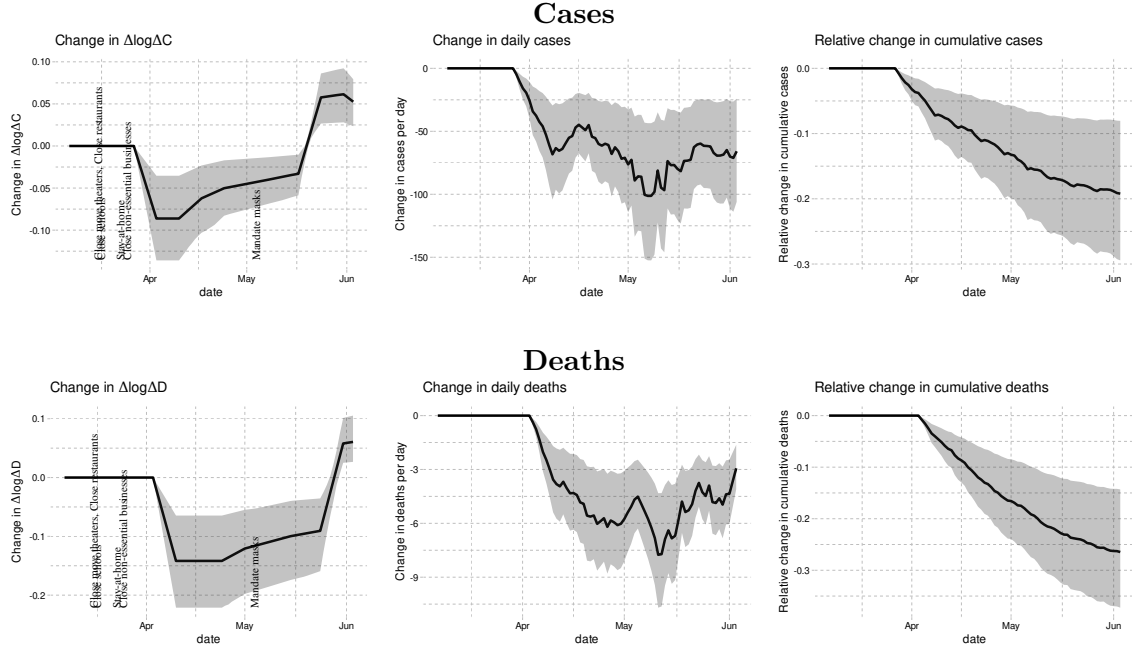 Cases
Change in ΔlogΔC
Change in ΔlogΔC
0.10
0.05
0.00
-0.05
-0.10
Close movie theaters, Close restaurants
Close schools
Stay-at-home
Close non-essential businesses
Mandate masks
Apr
May
Jun
date
Change in daily cases
Change in cases per day
0
-50
-100
-150
Apr
May
Jun
date
Relative change in cumulative cases
Relative change in cumulative cases
0.0
-0.1
-0.2
-0.3
Apr
May
Jun
date
Deaths
Change in ΔlogΔD
Change in ΔlogΔD
0.1
0.0
-0.1
-0.2
Close movie theaters, Close restaurants
Close schools
Stay-at-home
Close non-essential businesses
Mandate masks
Apr
May
Jun
date
Change in daily deaths
Change in deaths per day
0
-3
-6
-9
Apr
May
Jun
date
Relative change in cumulative deaths
Relative change in cumulative deaths
0.0
-0.1
-0.2
-0.3
Apr
May
Jun
date